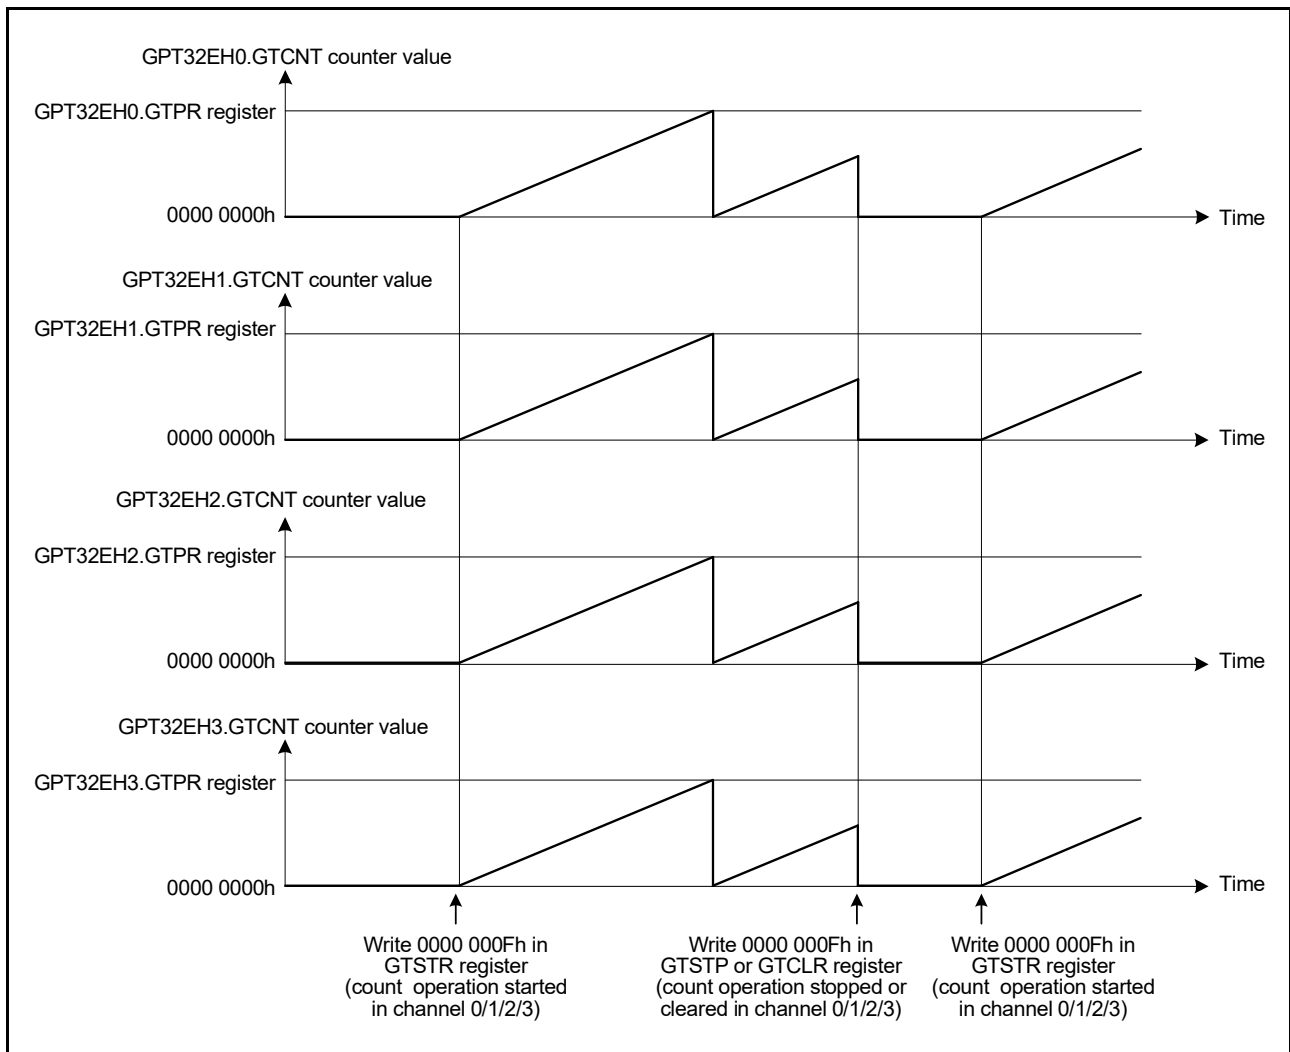 GPT32EH0.GTCNT counter value
GPT32EH0.GTPR register
0000 0000h
Time
GPT32EH1.GTCNT counter value
GPT32EH1.GTPR register
0000 0000h
Time
GPT32EH2.GTCNT counter value
GPT32EH2.GTPR register
0000 0000h
Time
GPT32EH3.GTCNT counter value
GPT32EH3.GTPR register
0000 0000h
Time
Write 0000 000Fh in
GTSTR register
(count operation started
in channel 0/1/2/3)
Write 0000 000Fh in
GTSTP or GTCLR register
(count operation stopped or
cleared in channel 0/1/2/3)
Write 0000 000Fh in
GTSTR register
(count operation started
in channel 0/1/2/3)